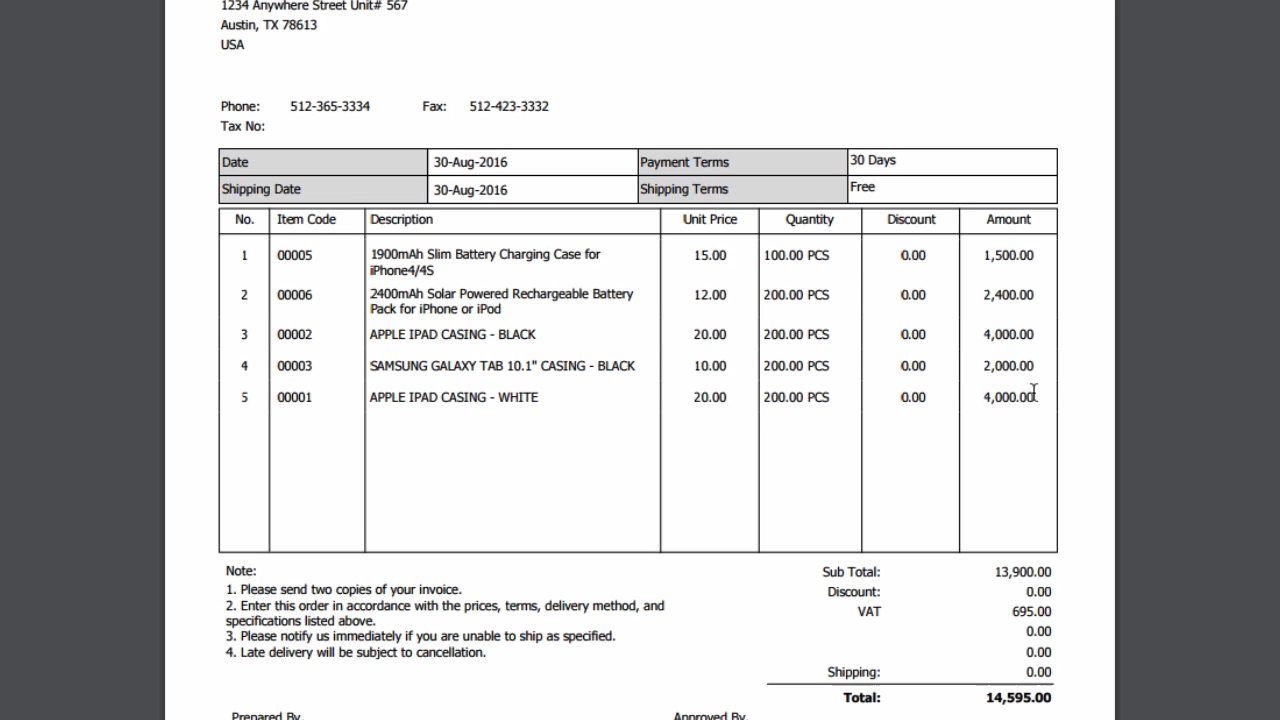 1234 Anywhere Street Unit# 567
Austin, TX 78613
USA
Phone: 512-365-3334 Fax: 512-423-3332
Tax No:
Date 30-Aug-2016 Payment Terms 30 Days
Shipping Date 30-Aug-2016 Shipping Terms Free
No. Item Code Description Unit Price Quantity Discount Amount
1 00005 1900mAh Slim Battery Charging Case for 15.00 100.00 PCS 0.00 1,500.00
iPhone4/4S
2 00006 2400mAh Solar Powered Rechargeable Battery 12.00 200.00 PCS 0.00 2,400.00
Pack for iPhone or iPod
3 00002 APPLE IPAD CASING - BLACK 20.00 200.00 PCS 0.00 4,000.00
4 00003 SAMSUNG GALAXY TAB 10.1" CASING - BLACK 10.00 200.00 PCS 0.00 2,000.00
5 00001 APPLE IPAD CASING - WHITE 20.00 200.00 PCS 0.00 4,000.00
Note:
1. Please send two copies of your invoice.
2. Enter this order in accordance with the prices, terms, delivery method, and
specifications listed above.
3. Please notify us immediately if you are unable to ship as specified.
4. Late delivery will be subject to cancellation.
Sub Total: 13,900.00
Discount: 0.00
VAT 695.00
0.00
0.00
Shipping: 0.00
Total: 14,595.00
Prepared By. Approved By.